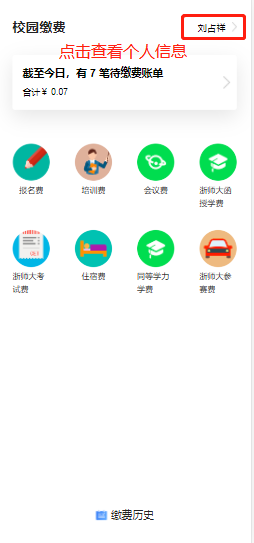 校园缴费
刘占祥
点击查看个人信息
截至今日，有 7 笔待缴费账单
合计￥ 0.07
报名费
培训费
会议费
浙师大函
授学费
浙师大考
试费
住宿费
同等学力
学费
浙师大参
赛费
缴费历史